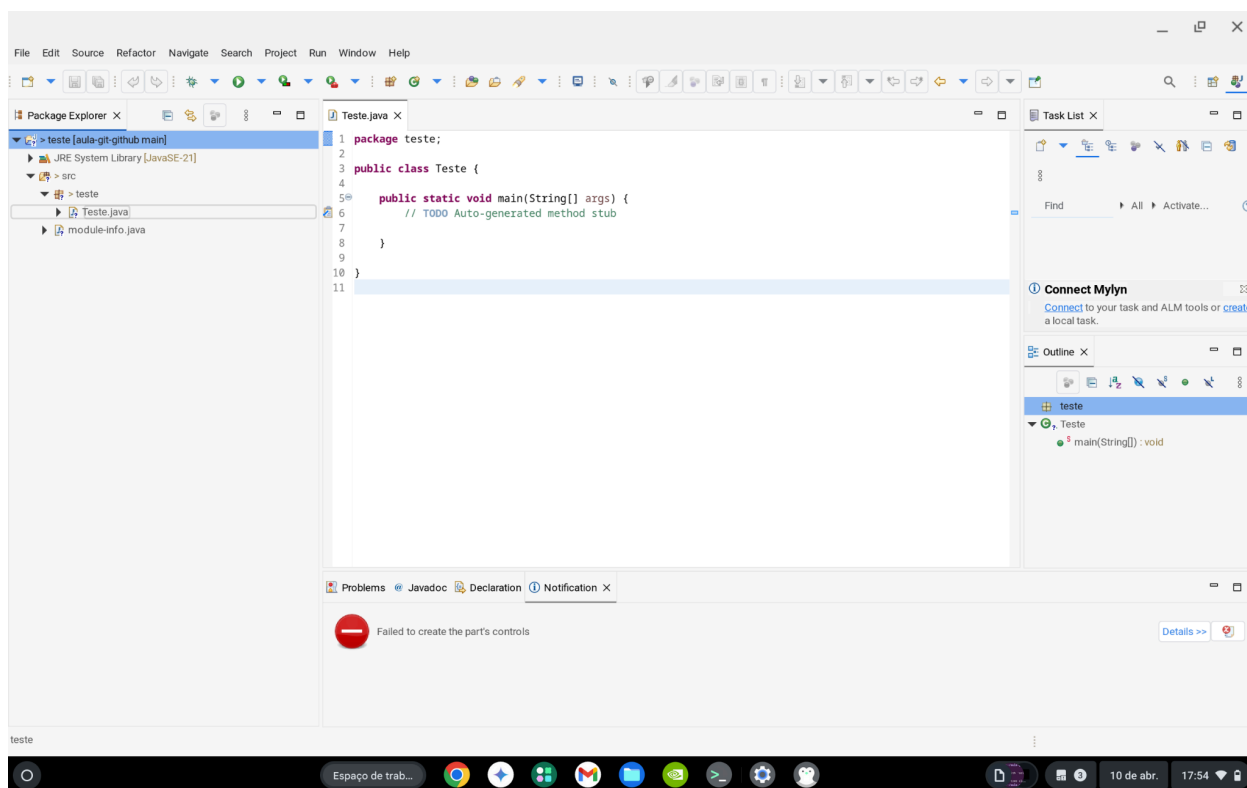 File Edit Source Refactor Navigate Search Project Run Window Help
Package Explorer
> teste [aula-git-github main]
JRE System Library [JavaSE-21]
> src
> teste
Teste.java
module-info.java
Teste.java
1 package teste;
2
3 public class Teste {
4
5 public static void main(String[] args) {
6 // TODO Auto-generated method stub
7
8 }
9
10 }
11
Task List
Find All Activate...
Connect Mylyn
Connect to your task and ALM tools or creat
a local task.
Outline
teste
Teste
main(String[]) : void
Problems Javadoc Declaration Notification
Failed to create the part's controls
Details >>
teste
Espaço de trab...
3 10 de abr. 17:54